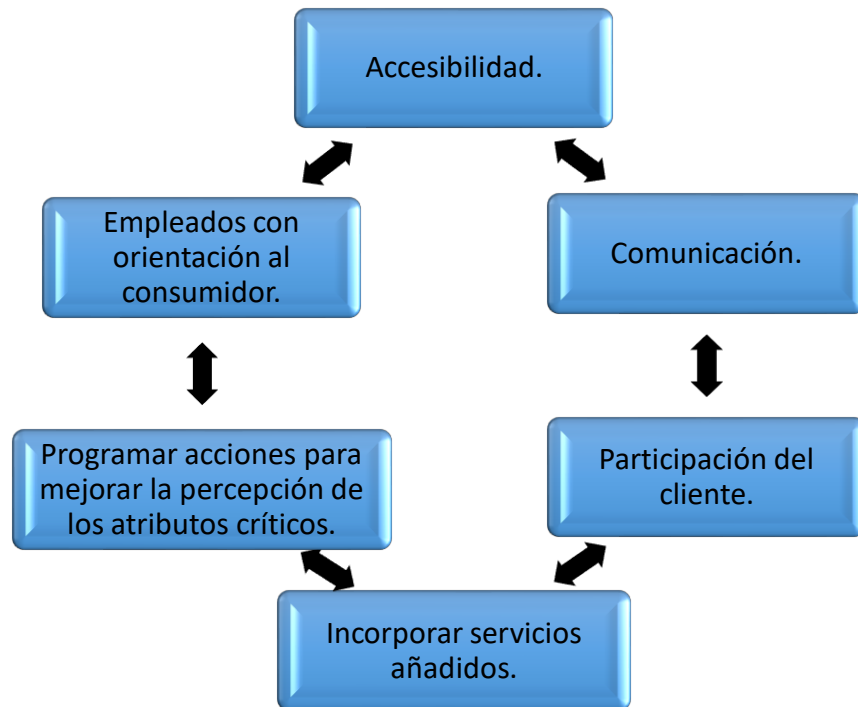 Accesibilidad.
Empleados con
orientación al
consumidor.
Comunicación.
Programar acciones para
mejorar la percepción de
los atributos críticos.
Participación del
cliente.
Incorporar servicios
añadidos.